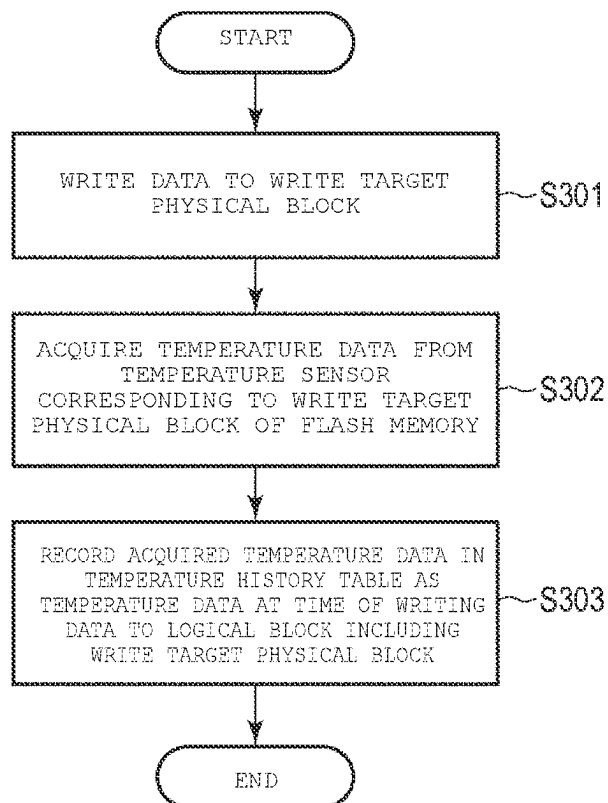 START
WRITE DATA TO WRITE TARGET
PHYSICAL BLOCK
S301
ACQUIRE TEMPERATURE DATA FROM
TEMPERATURE SENSOR
CORRESPONDING TO WRITE TARGET
PHYSICAL BLOCK OF FLASH MEMORY
S302
RECORD ACQUIRED TEMPERATURE DATA IN
TEMPERATURE HISTORY TABLE AS
TEMPERATURE DATA AT TIME OF WRITING
DATA TO LOGICAL BLOCK INCLUDING
WRITE TARGET PHYSICAL BLOCK
S303
END